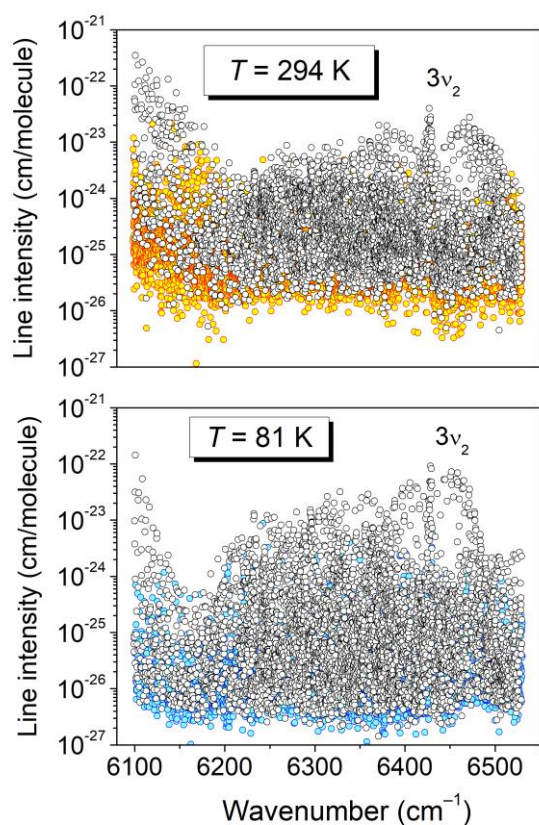 10⁻²¹
10⁻²²
10⁻²³
10⁻²⁴
10⁻²⁵
10⁻²⁶
10⁻²⁷
Line intensity (cm/molecule)
T = 294 K
3ν₂
10⁻²¹
10⁻²²
10⁻²³
10⁻²⁴
10⁻²⁵
10⁻²⁶
10⁻²⁷
Line intensity (cm/molecule)
T = 81 K
3ν₂
6100 6200 6300 6400 6500
Wavenumber (cm⁻¹)